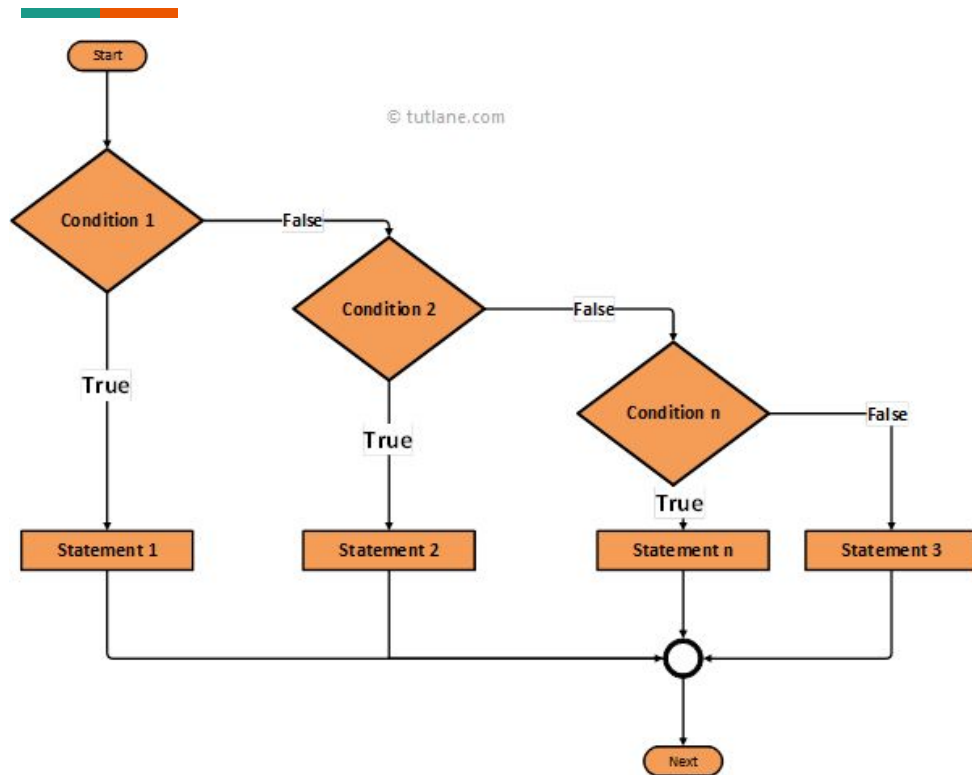 Start
© tutlane.com
Condition 1
False
Condition 2
False
Condition n
False
True
True
True
Statement 1
Statement 2
Statement n
Statement 3
Next